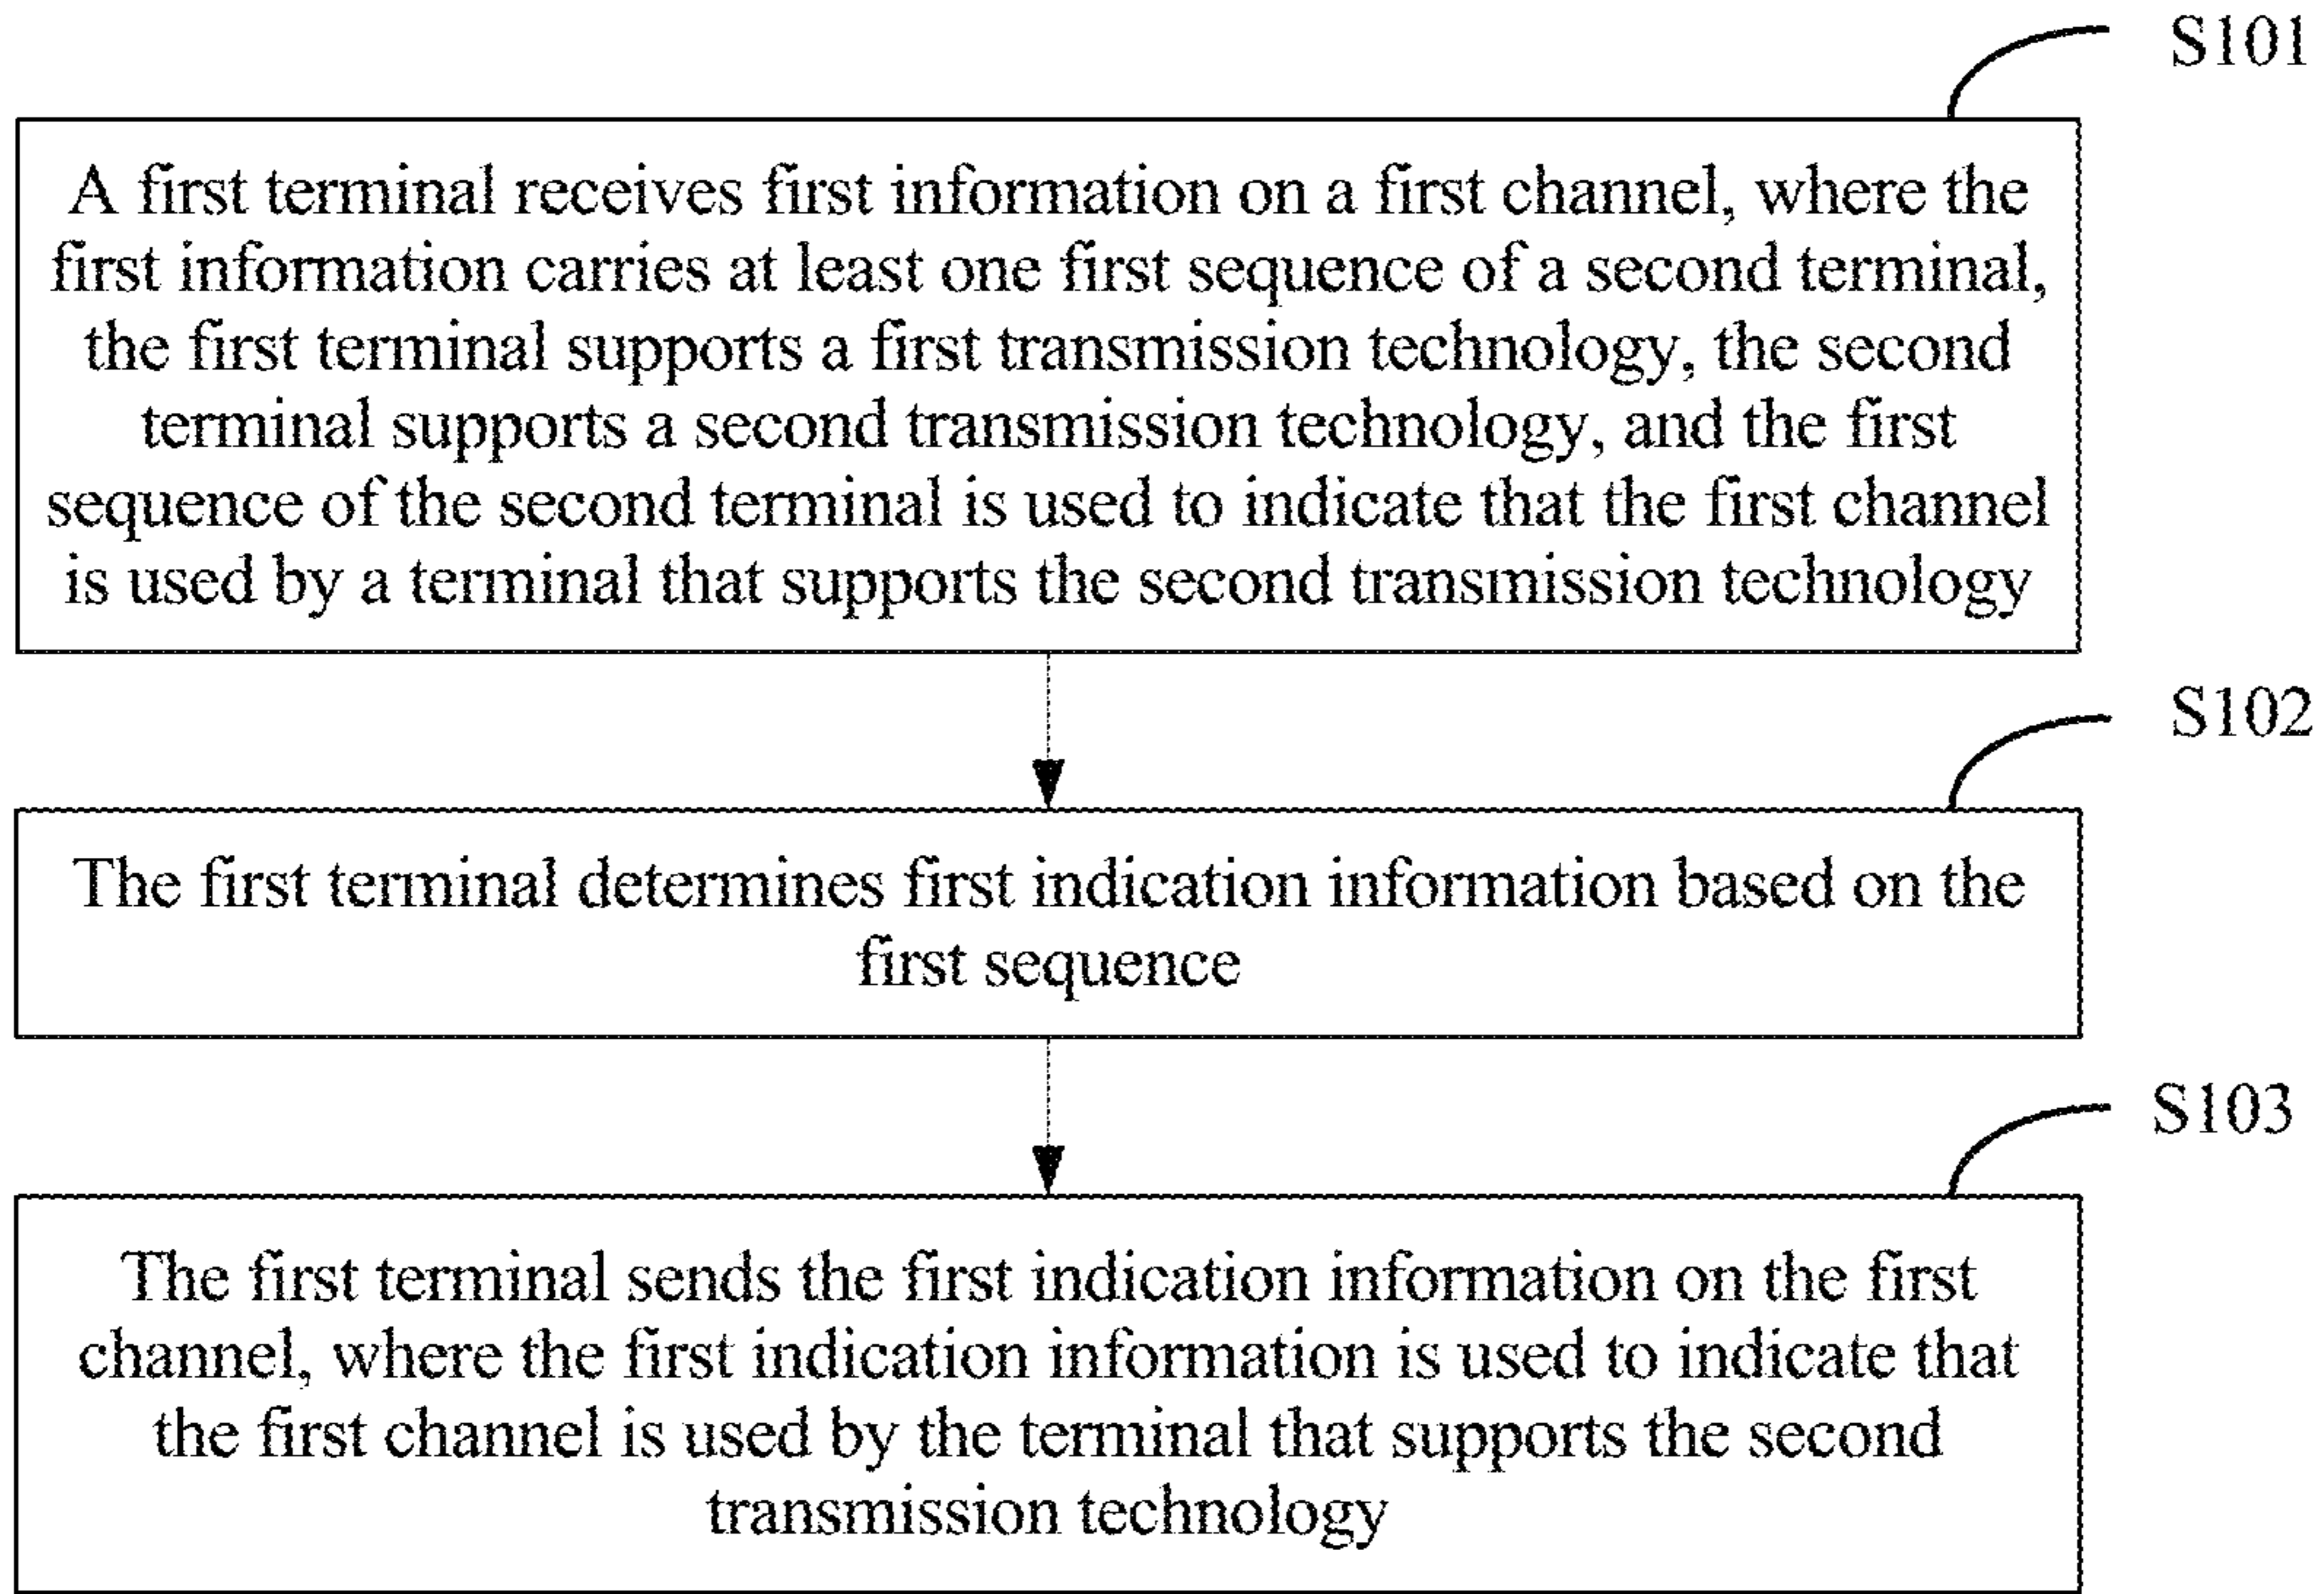 S101
A first terminal receives first information on a first channel, where the
first information carries at least one first sequence of a second terminal,
the first terminal supports a first transmission technology, the second
terminal supports a second transmission technology, and the first
sequence of the second terminal is used to indicate that the first channel
is used by a terminal that supports the second transmission technology
S102
The first terminal determines first indication information based on the
first sequence
S103
The first terminal sends the first indication information on the first
channel, where the first indication information is used to indicate that
the first channel is used by the terminal that supports the second
transmission technology